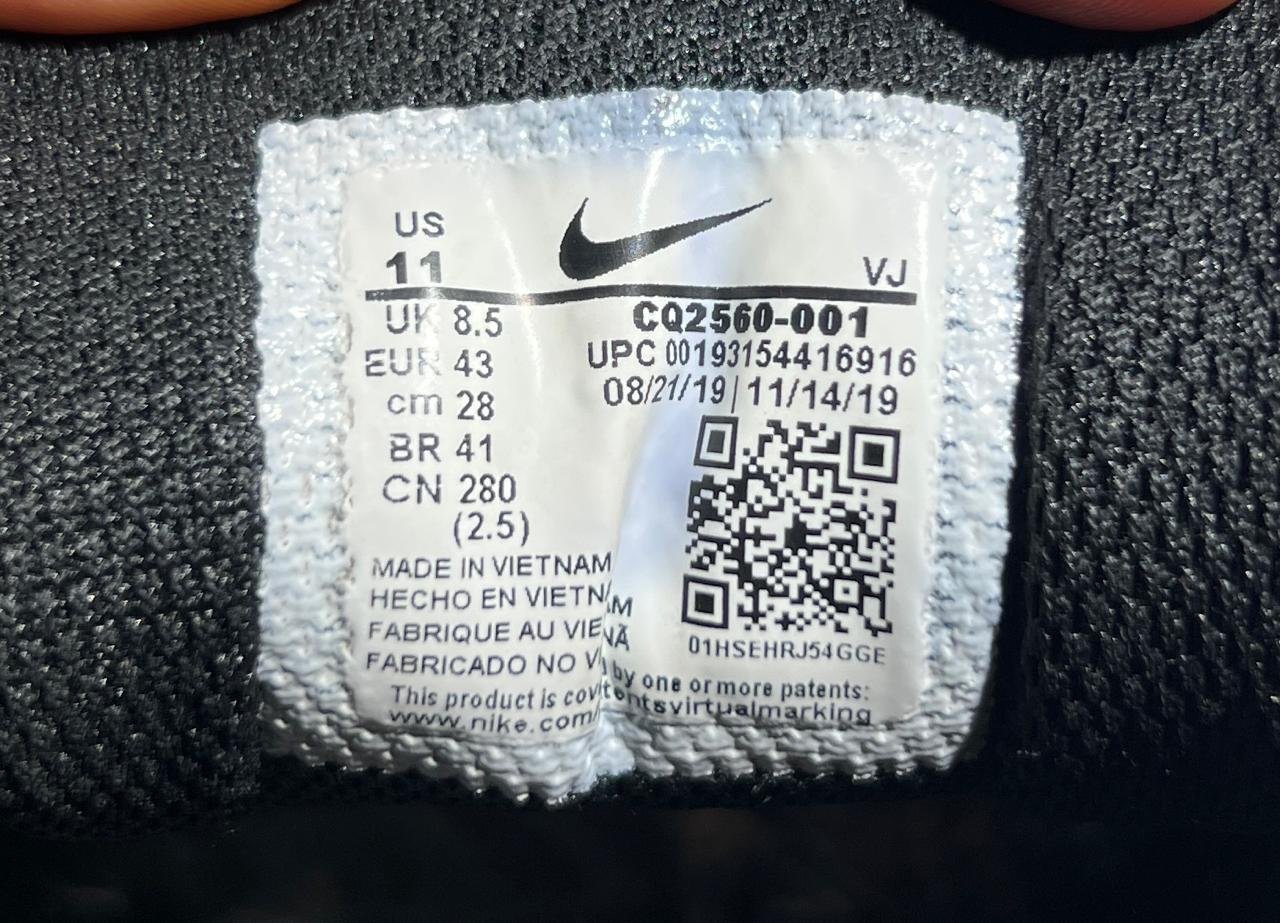 US
11
VJ
UK 8.5
EUR 43
cm 28
BR 41
CN 280
(2.5)
CQ2560-001
UPC 00193154416916
08/21/19 | 11/14/19
01HSEHRJ54GGE
MADE IN VIETNAM
HECHO EN VIETNAM
FABRIQUE AU VIE
FABRICADO NO VI
This product is cov by one or more patents:
www.nike.com/ tentsvirtualmarking